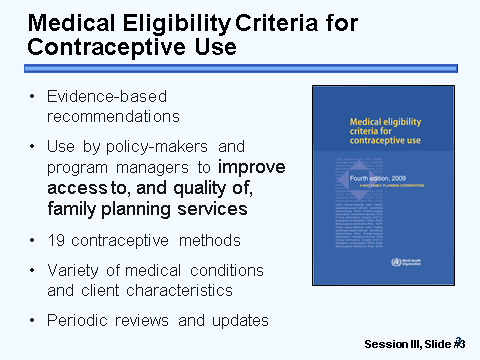 Medical Eligibility Criteria for
Contraceptive Use
• Evidence-based
recommendations
• Use by policy-makers and
program managers to improve
access to, and quality of,
family planning services
• 19 contraceptive methods
• Variety of medical conditions
and client characteristics
• Periodic reviews and updates
Medical eligibility
criteria for
contraceptive use
Fourth edition, 2009
A WHO FAMILY PLANNING CORNERSTONE
World Health
Organization
Session III, Slide #3